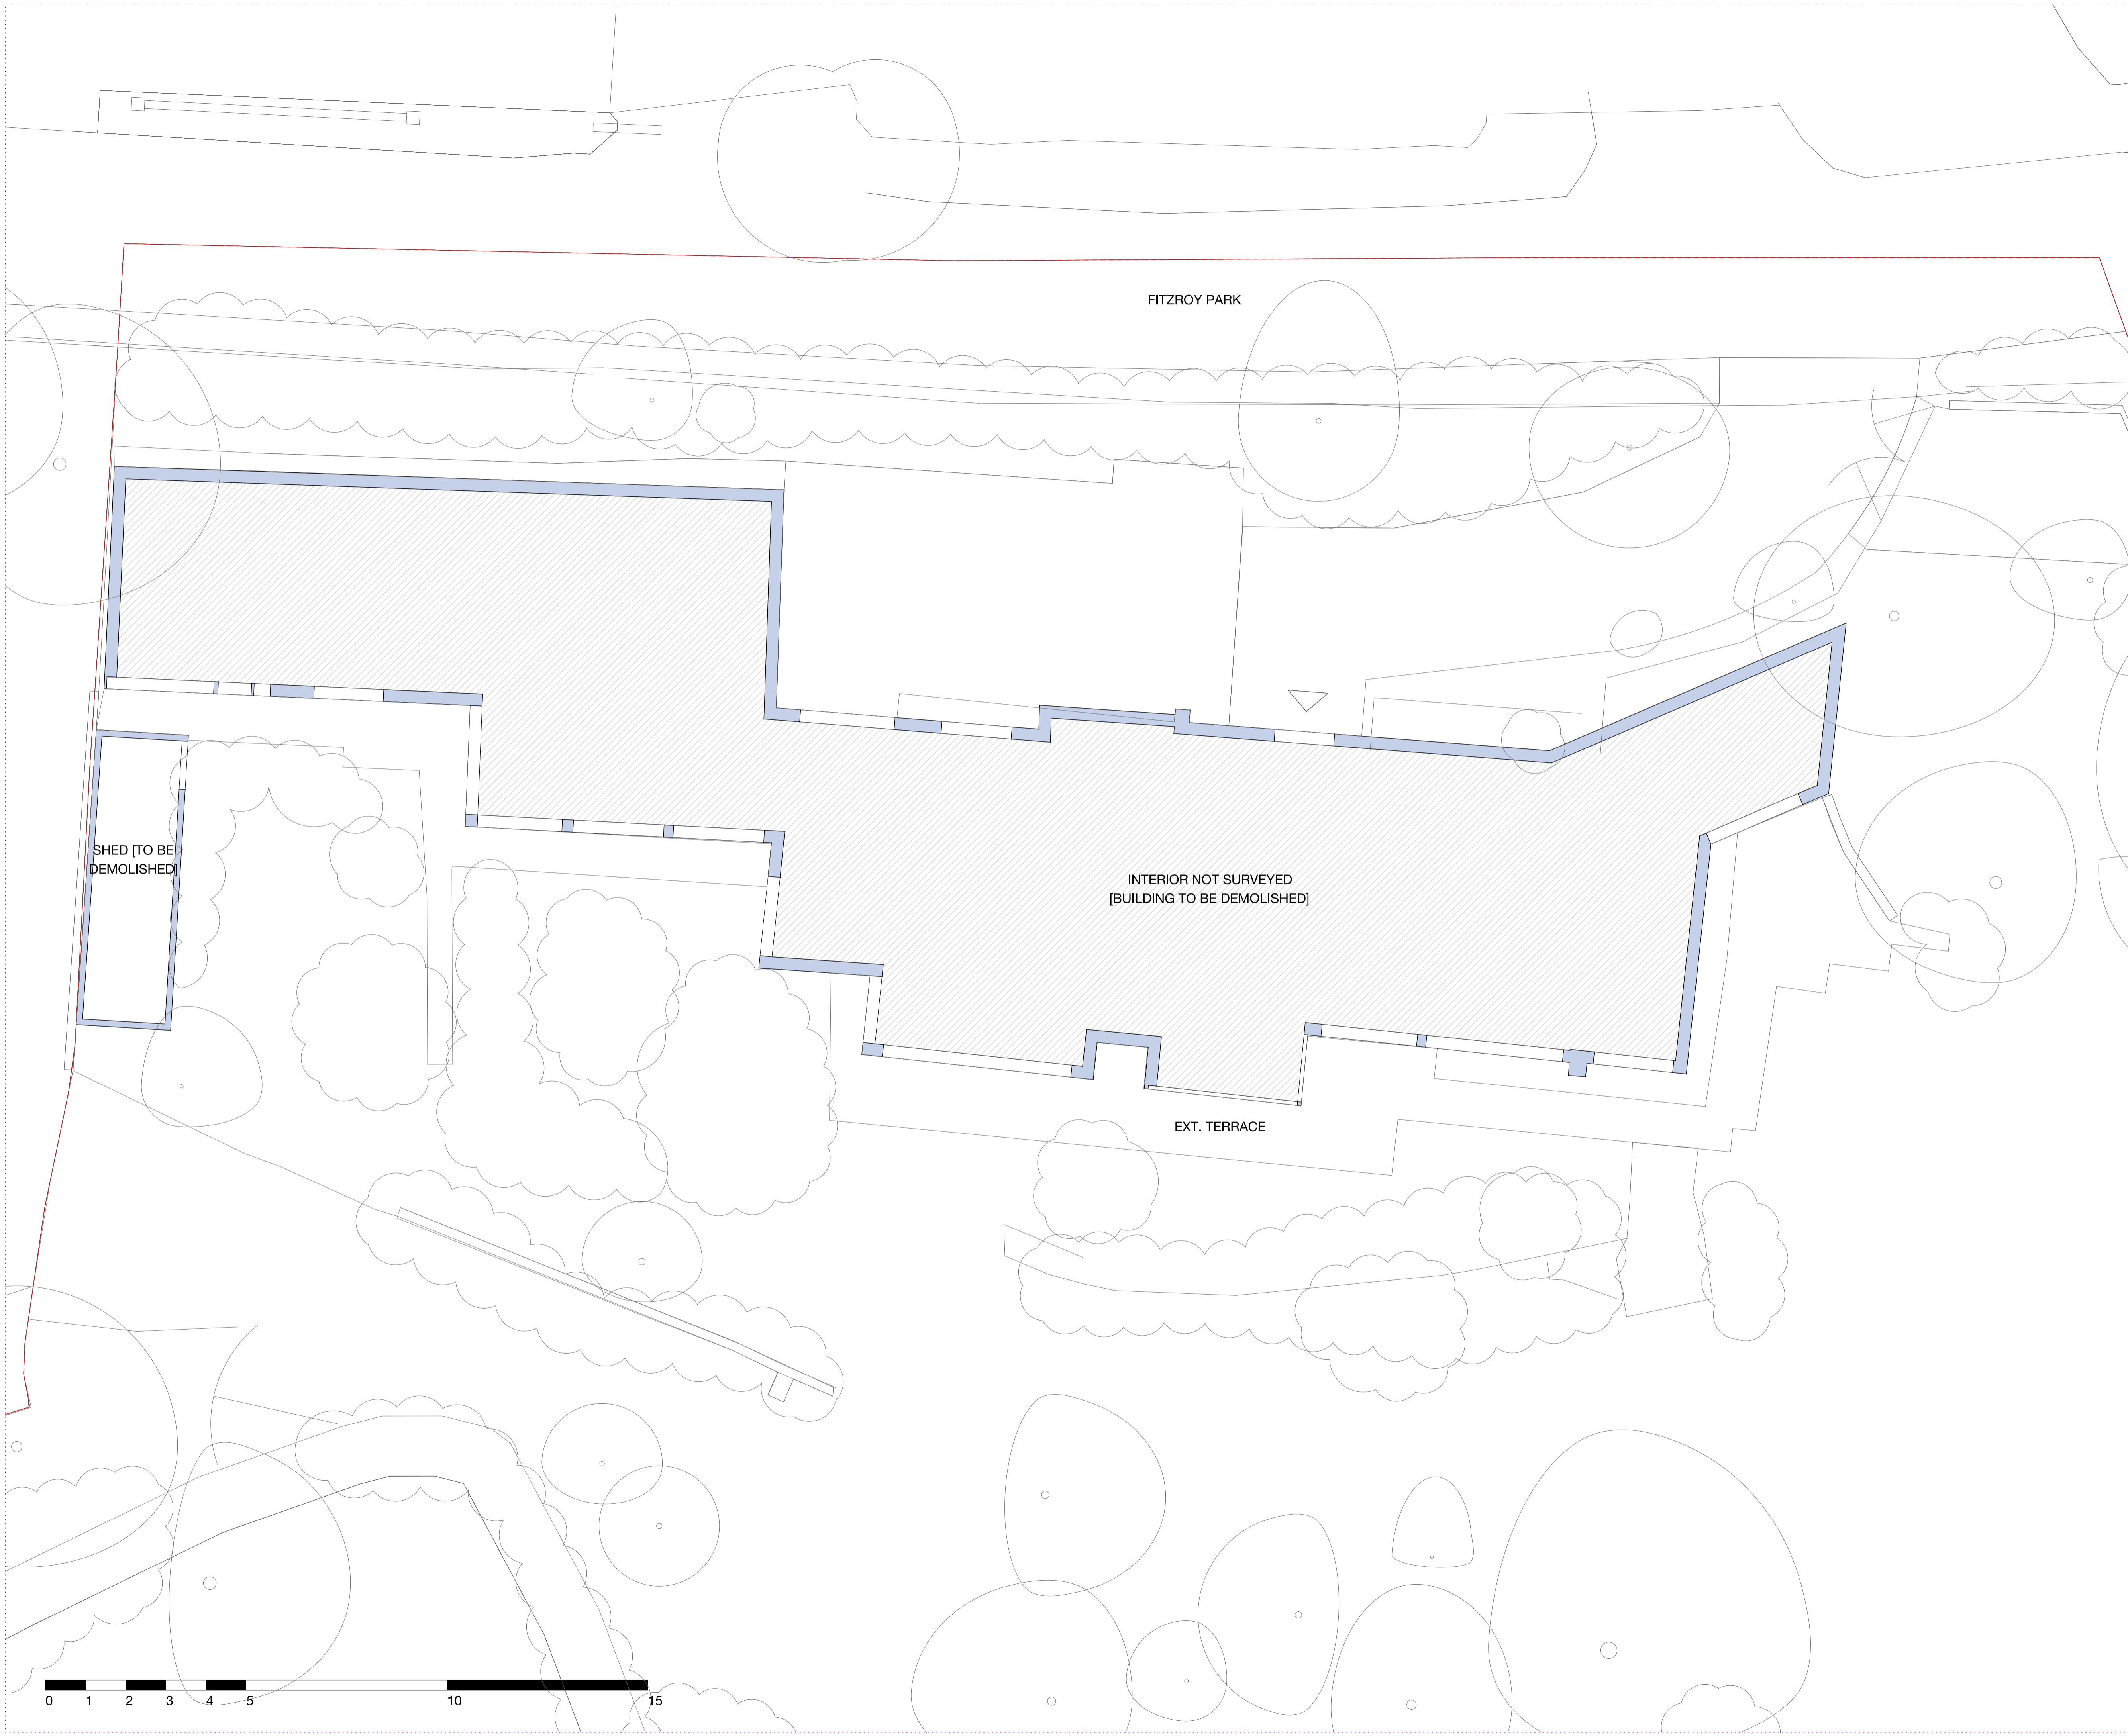 FITZROY PARK
SHED [TO BE
DEMOLISHED]
INTERIOR NOT SURVEYED
[BUILDING TO BE DEMOLISHED]
EXT. TERRACE
0 1 2 3 4 5 10 15